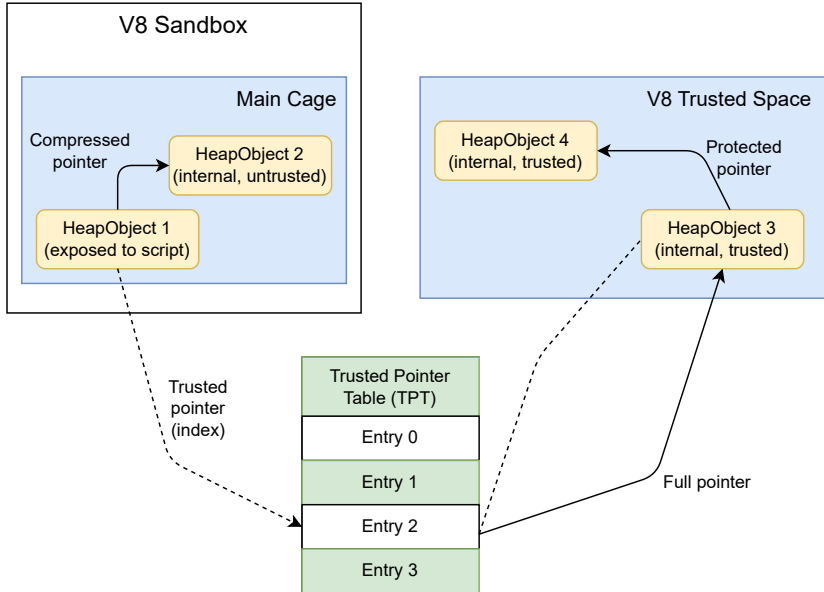 V8 Sandbox
Main Cage
Compressed
pointer
HeapObject 2
(internal, untrusted)
HeapObject 1
(exposed to script)
V8 Trusted Space
HeapObject 4
(internal, trusted)
Protected
pointer
HeapObject 3
(internal, trusted)
Trusted
pointer
(index)
Trusted Pointer
Table (TPT)
Entry 0
Entry 1
Entry 2
Entry 3
Full pointer